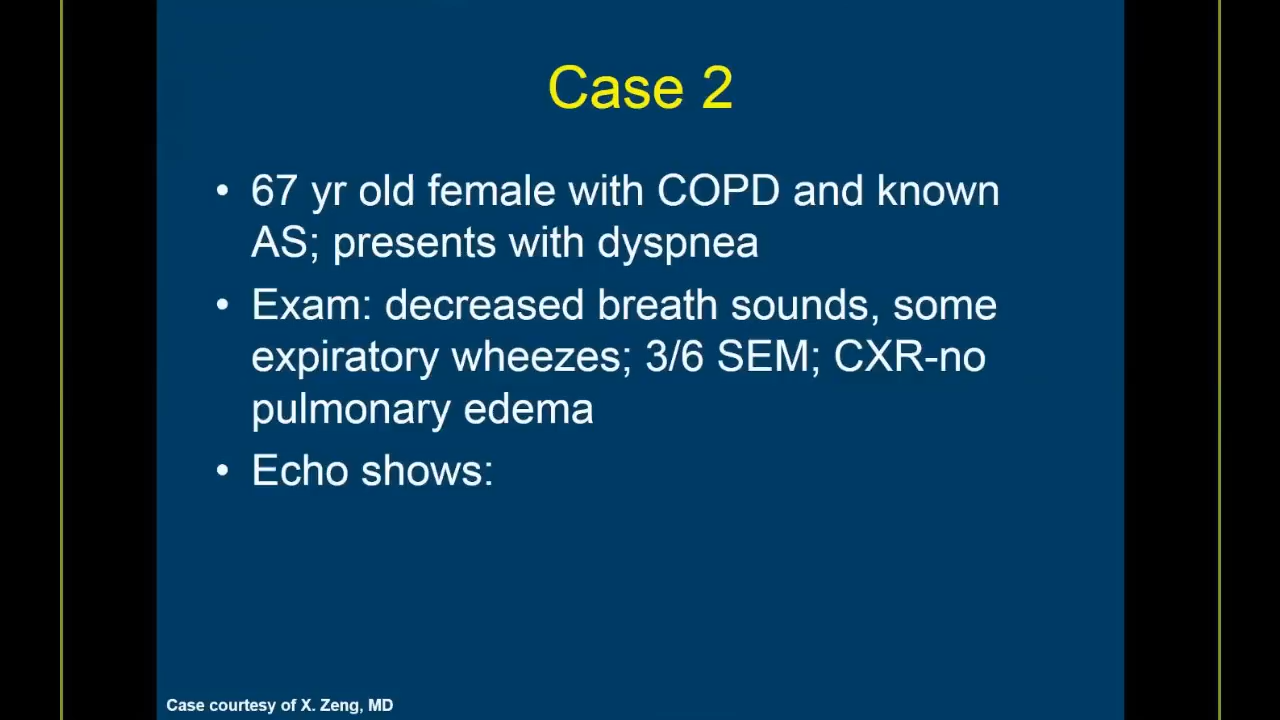 Case 2
• 67 yr old female with COPD and known
AS; presents with dyspnea
• Exam: decreased breath sounds, some
expiratory wheezes; 3/6 SEM; CXR-no
pulmonary edema
• Echo shows:
Case courtesy of X. Zeng, MD